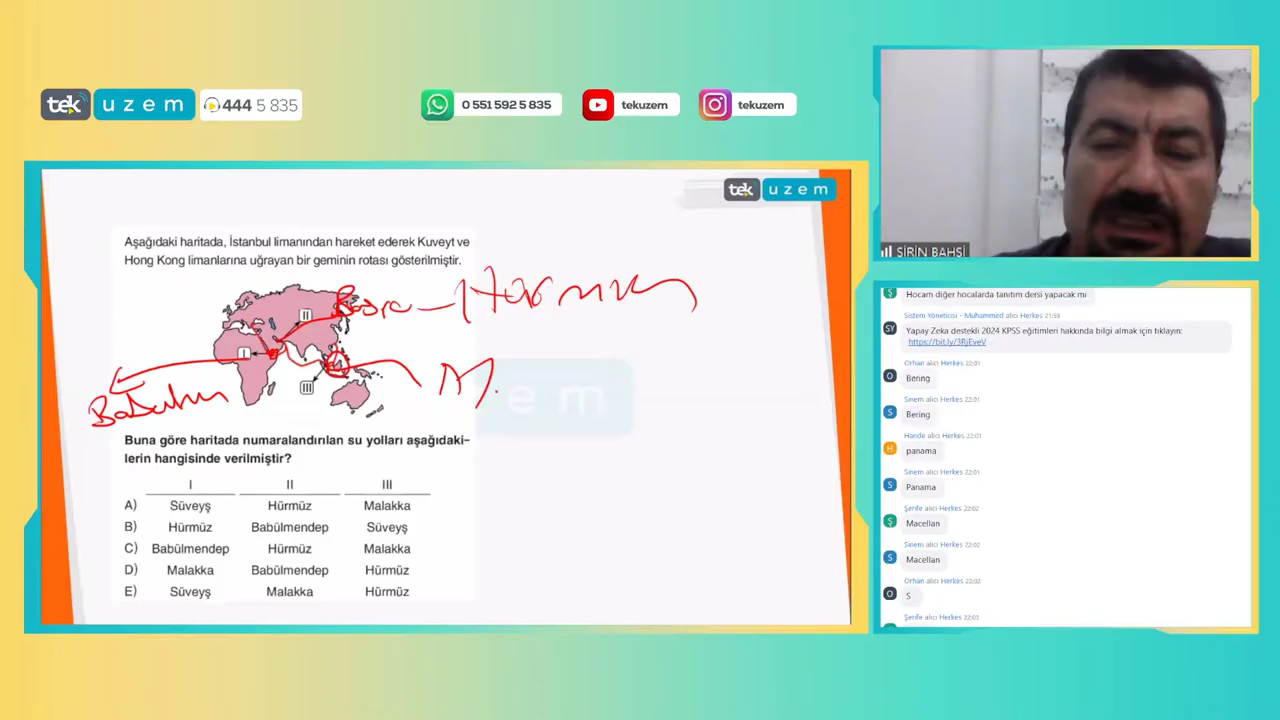 tek uzem 444 5 835
0 551 592 5 835
tekuzem
tekuzem
tek uzem
Aşağıdaki haritada, İstanbul limanından hareket ederek Kuveyt ve
Hong Kong limanlarına uğrayan bir geminin rotası gösterilmiştir.
I
II
III
Basra - Hürmüz
M.
uzem
Buna göre haritada numaralandırılan su yolları aşağıdaki-
lerin hangisinde verilmiştir?
I II III
A) Süveyş Hürmüz Malakka
B) Hürmüz Babülmendep Süveyş
C) Babülmendep Hürmüz Malakka
D) Malakka Babülmendep Hürmüz
E) Süveyş Malakka Hürmüz
ŞİRİN BAHŞİ
Ş
Hocam diğer hocalarda tanıtım dersi yapacak mı
Sistem Yöneticisi - Muhammed alıcı Herkes 21:59
SY
Yapay Zeka destekli 2024 KPSS eğitimleri hakkında bilgi almak için tıklayın:
https://bit.ly/3RjEveV
Orhan alıcı Herkes 22:01
O
Bering
Sinem alıcı Herkes 22:01
S
Bering
Hande alıcı Herkes 22:01
H
panama
Sinem alıcı Herkes 22:01
S
Panama
Şerife alıcı Herkes 22:02
Ş
Macellan
Sinem alıcı Herkes 22:02
S
Macellan
Orhan alıcı Herkes 22:02
O
S
Şerife alıcı Herkes 22:03